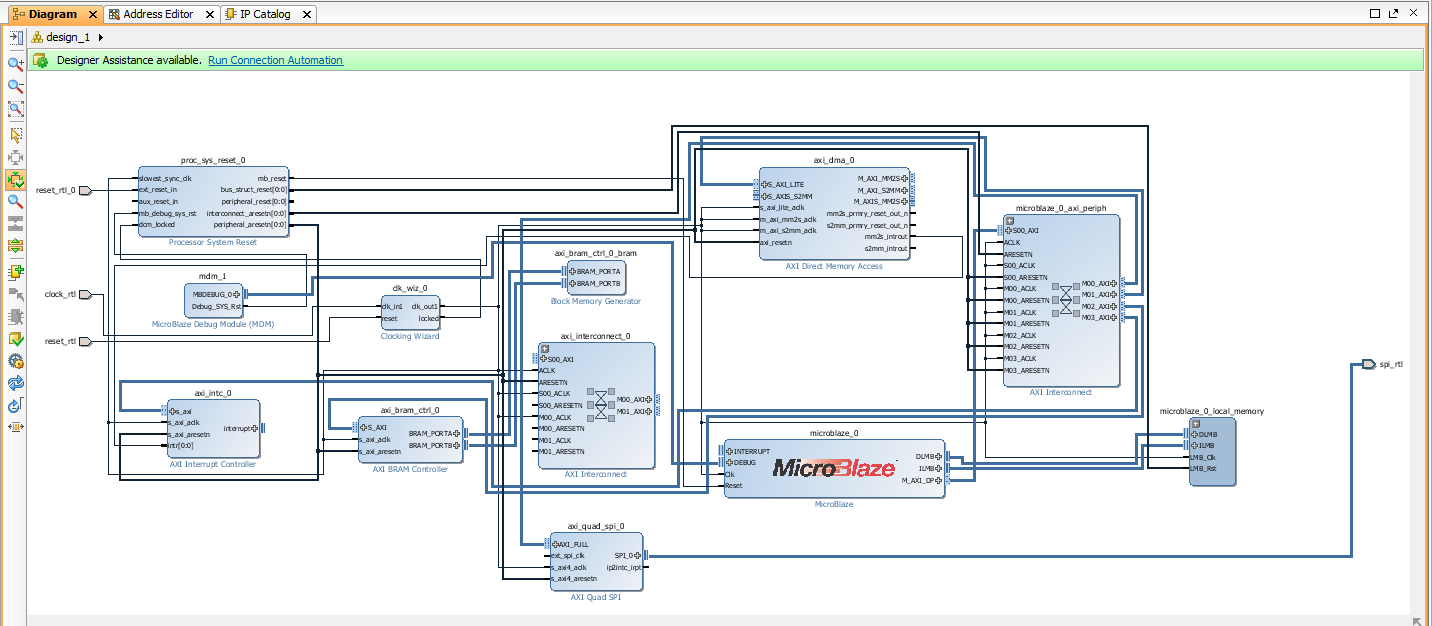 Diagram
Address Editor
IP Catalog
design_1
Designer Assistance available. Run Connection Automation
reset_rtl_0
clock_rtl
reset_rtl
proc_sys_reset_0
slowest_sync_clk
ext_reset_in
aux_reset_in
mb_debug_sys_rst
dcm_locked
mb_reset
bus_struct_reset[0:0]
peripheral_reset[0:0]
interconnect_aresetn[0:0]
peripheral_aresetn[0:0]
Processor System Reset
mdm_1
MBDEBUG_0
Debug_SYS_Rst
MicroBlaze Debug Module (MDM)
clk_wiz_0
clk_in1
reset
clk_out1
locked
Clocking Wizard
axi_intc_0
s_axi
s_axi_aclk
s_axi_aresetn
intr[0:0]
interrupt
AXI Interrupt Controller
axi_bram_ctrl_0
S_AXI
s_axi_aclk
s_axi_aresetn
BRAM_PORTA
BRAM_PORTB
AXI BRAM Controller
axi_bram_ctrl_0_bram
BRAM_PORTA
BRAM_PORTB
Block Memory Generator
axi_interconnect_0
S00_AXI
ACLK
ARESETN
S00_ACLK
S00_ARESETN
M00_ACLK
M00_ARESETN
M01_ACLK
M01_ARESETN
M00_AXI
M01_AXI
AXI Interconnect
axi_quad_spi_0
AXI_FULL
ext_spi_clk
s_axi4_aclk
s_axi4_aresetn
SPI_0
ip2intc_irpt
AXI Quad SPI
axi_dma_0
S_AXI_LITE
S_AXIS_S2MM
s_axi_lite_aclk
m_axi_mm2s_aclk
m_axi_s2mm_aclk
axi_resetn
M_AXI_MM2S
M_AXI_S2MM
M_AXIS_MM2S
mm2s_prmry_reset_out_n
s2mm_prmry_reset_out_n
mm2s_introut
s2mm_introut
AXI Direct Memory Access
microblaze_0
INTERRUPT
DEBUG
Clk
Reset
MicroBlaze
DLMB
ILMB
M_AXI_DP
MicroBlaze
microblaze_0_axi_periph
S00_AXI
ACLK
ARESETN
S00_ACLK
S00_ARESETN
M00_ACLK
M00_ARESETN
M01_ACLK
M01_ARESETN
M02_ACLK
M02_ARESETN
M03_ACLK
M03_ARESETN
M00_AXI
M01_AXI
M02_AXI
M03_AXI
AXI Interconnect
microblaze_0_local_memory
DLMB
ILMB
LMB_Clk
LMB_Rst
spi_rtl